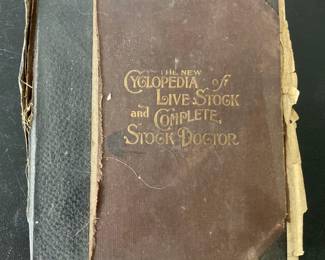 THE NEW
CYCLOPEDIA of
LIVE STOCK
and COMPLETE
STOCK DOCTOR